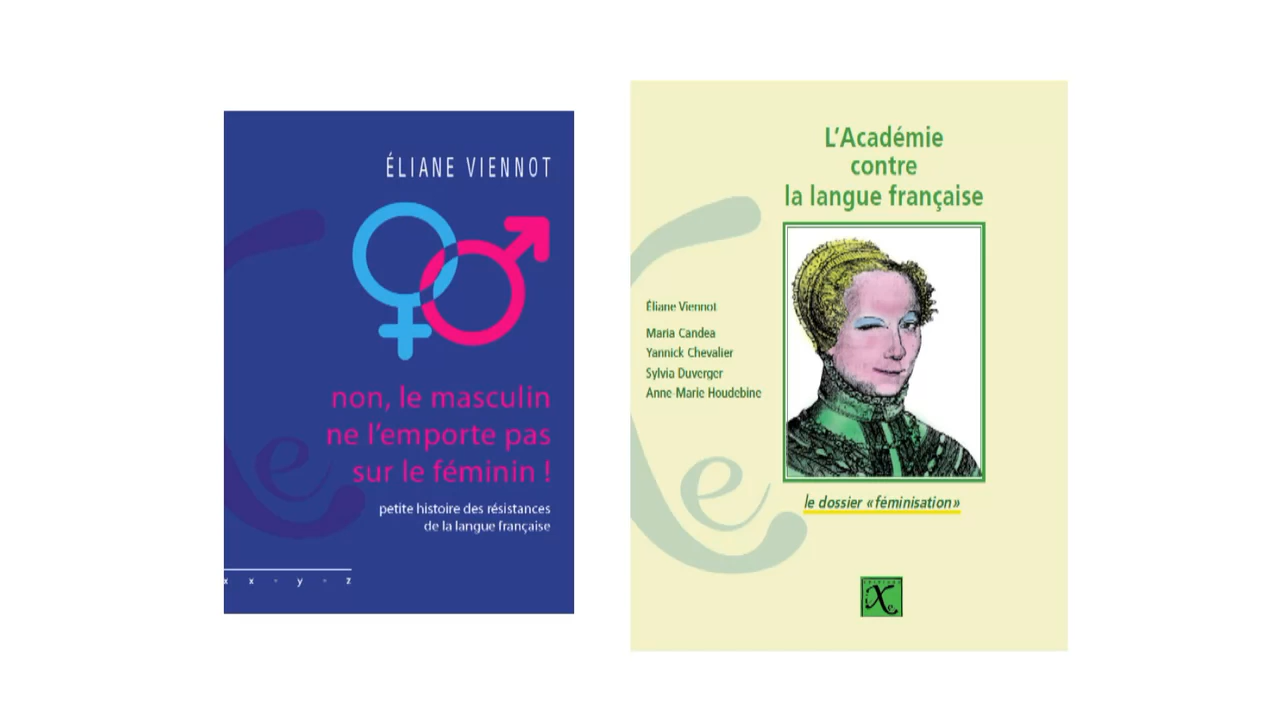 ÉLIANE VIENNOT
non, le masculin
ne l'emporte pas
sur le féminin !
petite histoire des résistances
de la langue française
x x - y - z
L'Académie
contre
la langue française
Éliane Viennot
Maria Candea
Yannick Chevalier
Sylvia Duverger
Anne-Marie Houdebine
le dossier « féminisation »
Xe